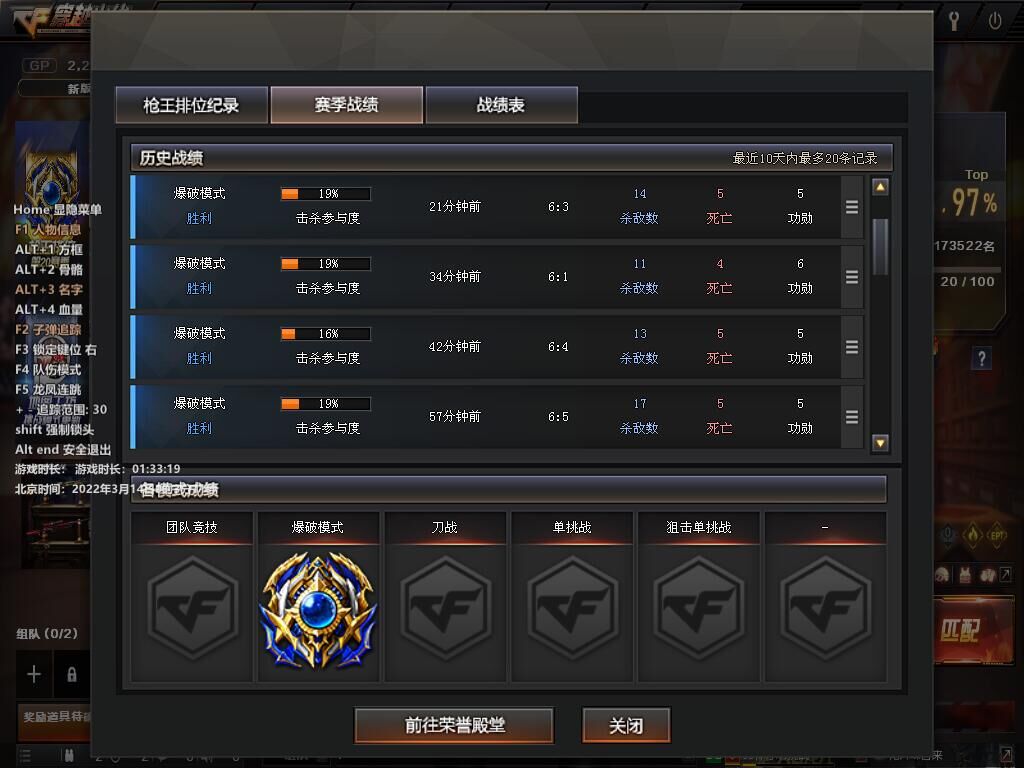 GP 2,2
新版
枪王排位纪录 赛季战绩 战绩表
历史战绩 最近10天内最多20条记录
爆破模式 19% 21分钟前 6:3 14 5 5
胜利 击杀参与度 杀敌数 死亡 功勋
爆破模式 19% 34分钟前 6:1 11 4 6
胜利 击杀参与度 杀敌数 死亡 功勋
爆破模式 16% 42分钟前 6:4 13 5 5
胜利 击杀参与度 杀敌数 死亡 功勋
爆破模式 19% 57分钟前 6:5 17 5 5
胜利 击杀参与度 杀敌数 死亡 功勋
Home 显隐菜单
F1 人物信息
ALT+1 方框
ALT+2 骨骼
ALT+3 名字
ALT+4 血量
F2 子弹追踪
F3 锁定键位 右
F4 队伤模式
F5 龙凤连跳
+ - 追踪范围: 30
shift 强制锁头
Alt end 安全退出
游戏时长: 游戏时长: 01:33:19
北京时间: 2022年3月14
各模式成绩
团队竞技 爆破模式 刀战 单挑战 狙击单挑战 -
Top
.97%
173522名
20 / 100
?
EPT
匹配
组队 (0/2)
奖励道具待
前往荣誉殿堂 关闭